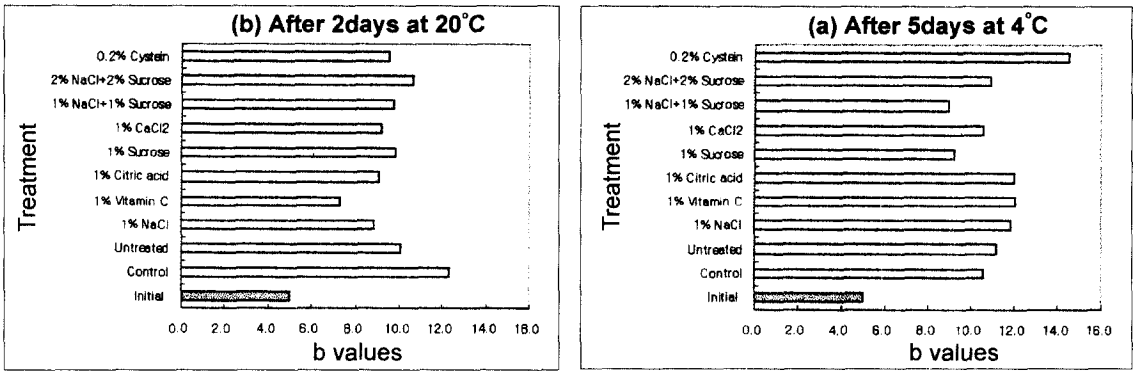 (b) After 2days at 20°C
Treatment
0.2% Cystein
2% NaCl+2% Sucrose
1% NaCl+1% Sucrose
1% CaCl2
1% Sucrose
1% Citric acid
1% Vitamin C
1% NaCl
Untreated
Control
Initial
0.0 2.0 4.0 6.0 8.0 10.0 12.0 14.0 16.0
b values
(a) After 5days at 4°C
Treatment
0.2% Cystein
2% NaCl+2% Sucrose
1% NaCl+1% Sucrose
1% CaCl2
1% Sucrose
1% Citric acid
1% Vitamin C
1% NaCl
Untreated
Control
Initial
0.0 2.0 4.0 6.0 8.0 10.0 12.0 14.0 16.0
b values